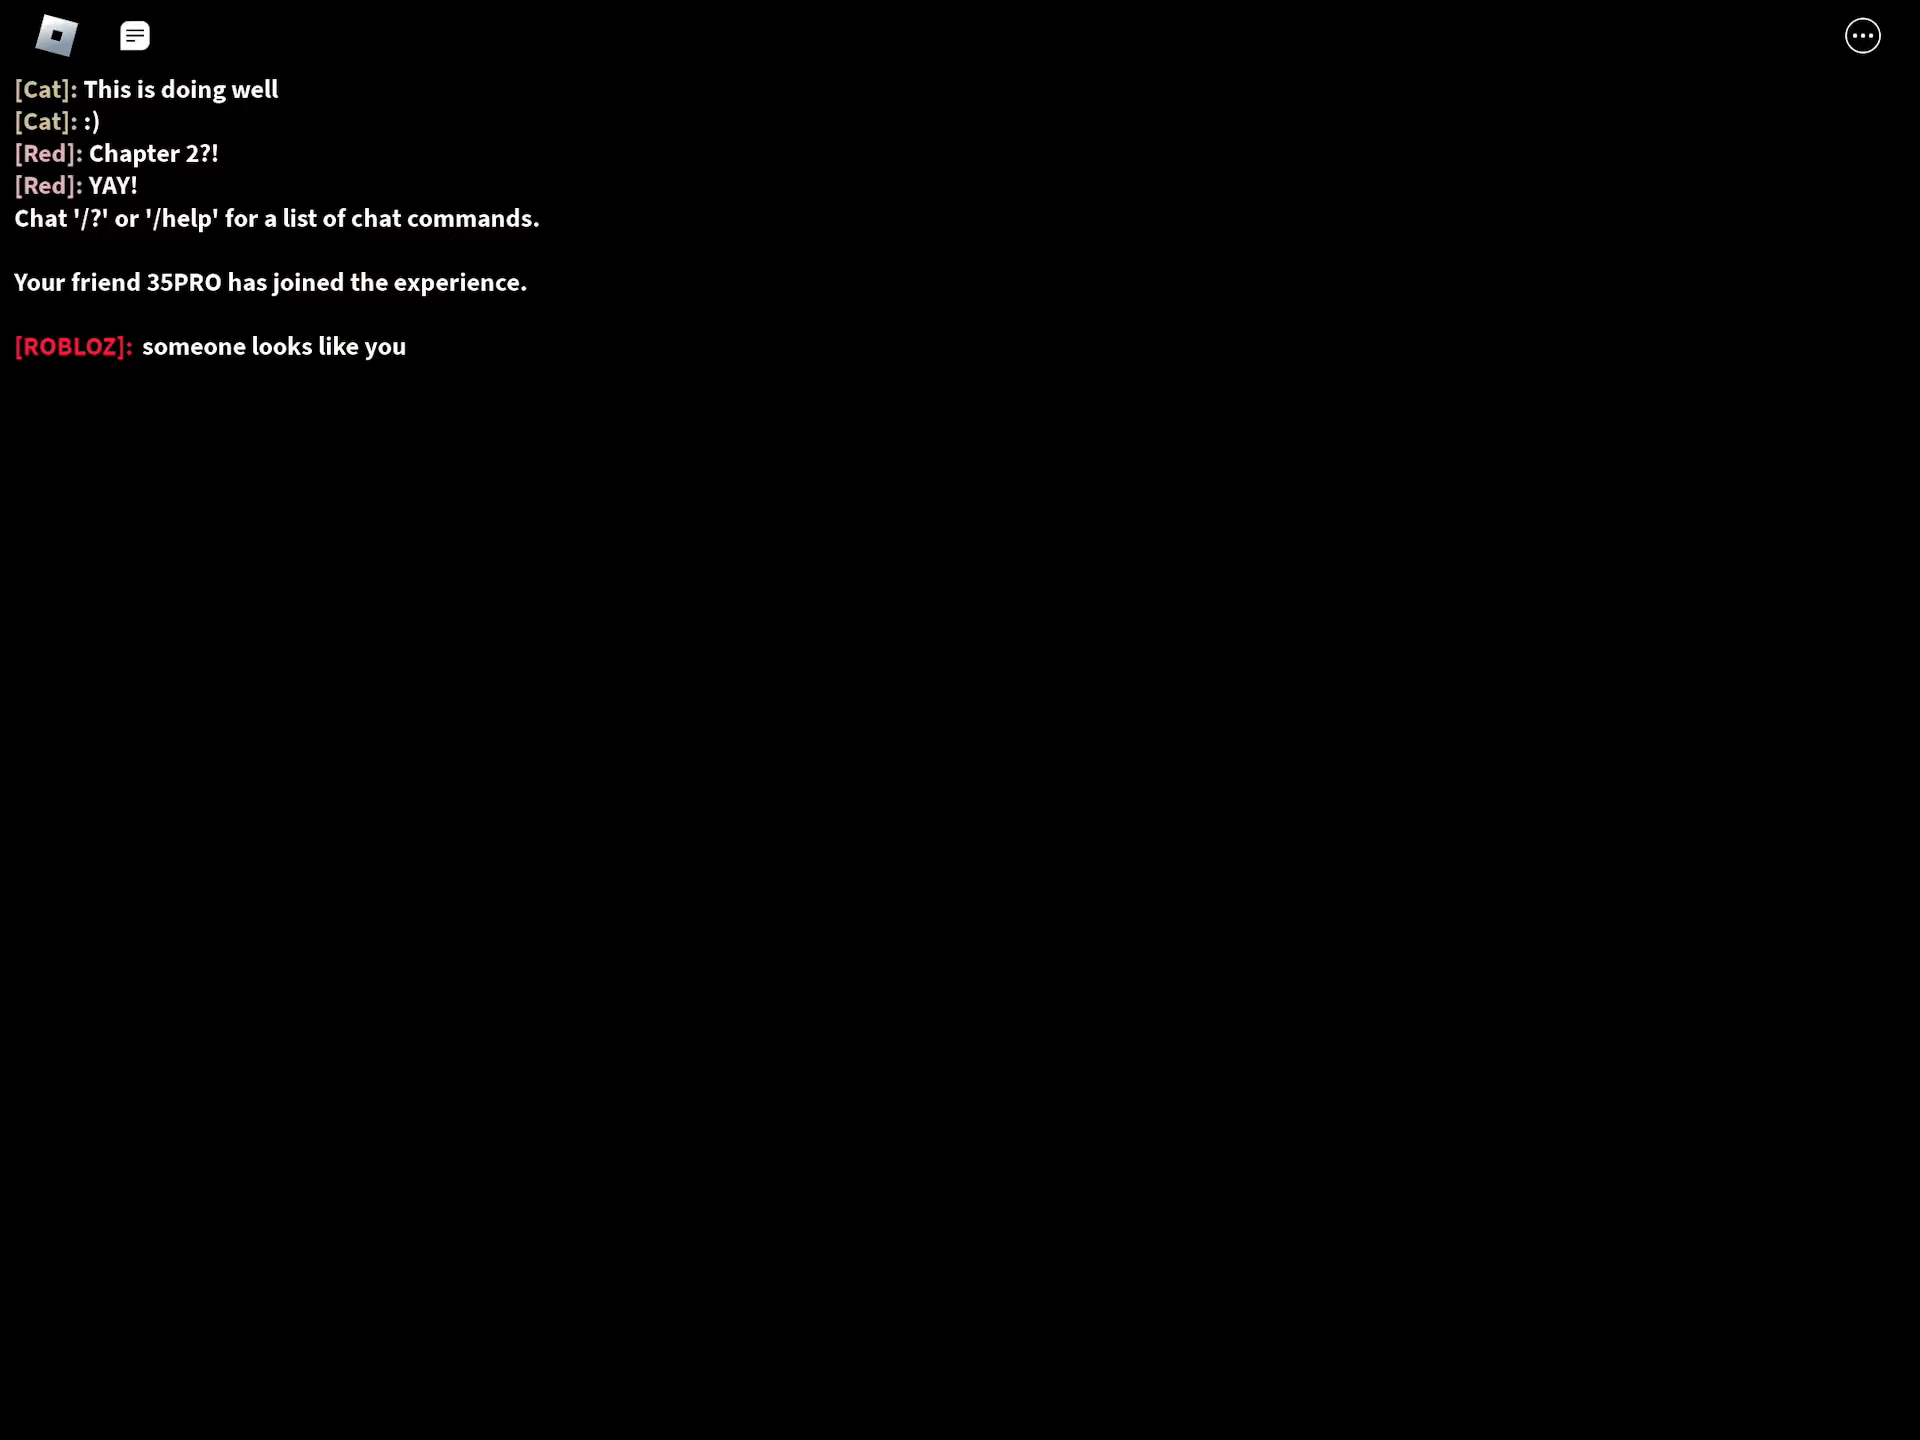 [Cat]: This is doing well
[Cat]: :)
[Red]: Chapter 2?!
[Red]: YAY!
Chat '/?' or '/help' for a list of chat commands.
Your friend 35PRO has joined the experience.
[ROBLOZ]: someone looks like you